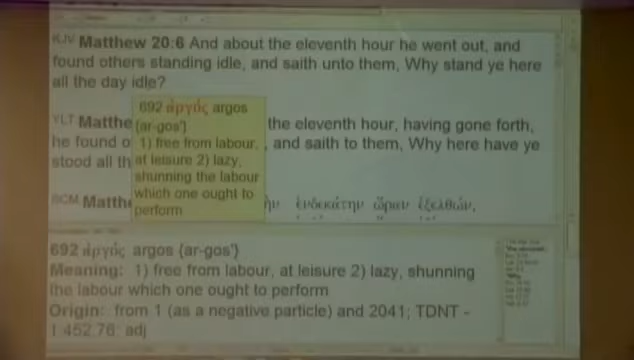 KJV Matthew 20:6 And about the eleventh hour he went out, and
found others standing idle, and saith unto them, Why stand ye here
all the day idle?
YLT Matthe
the eleventh hour, having gone forth,
he found o
, and saith to them, Why here have ye
stood all th
692 ἀργός argos
(ar-gos')
1) free from labour,
at leisure 2) lazy,
shunning the labour
which one ought to
perform
Matth
ἑνδεκάτην ὥραν ἐξελθών,
692 ἀργός argos (ar-gos')
Meaning: 1) free from labour, at leisure 2) lazy, shunning
the labour which one ought to perform
Origin: from 1 (as a negative particle) and 2041; TDNT -
1:452,76; adj